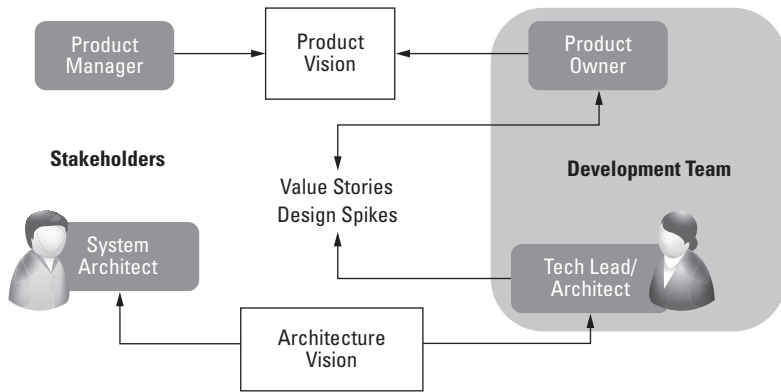 Product
Manager
Product
Vision
Product
Owner
Stakeholders
Value Stories
Design Spikes
Development Team
System
Architect
Tech Lead/
Architect
Architecture
Vision